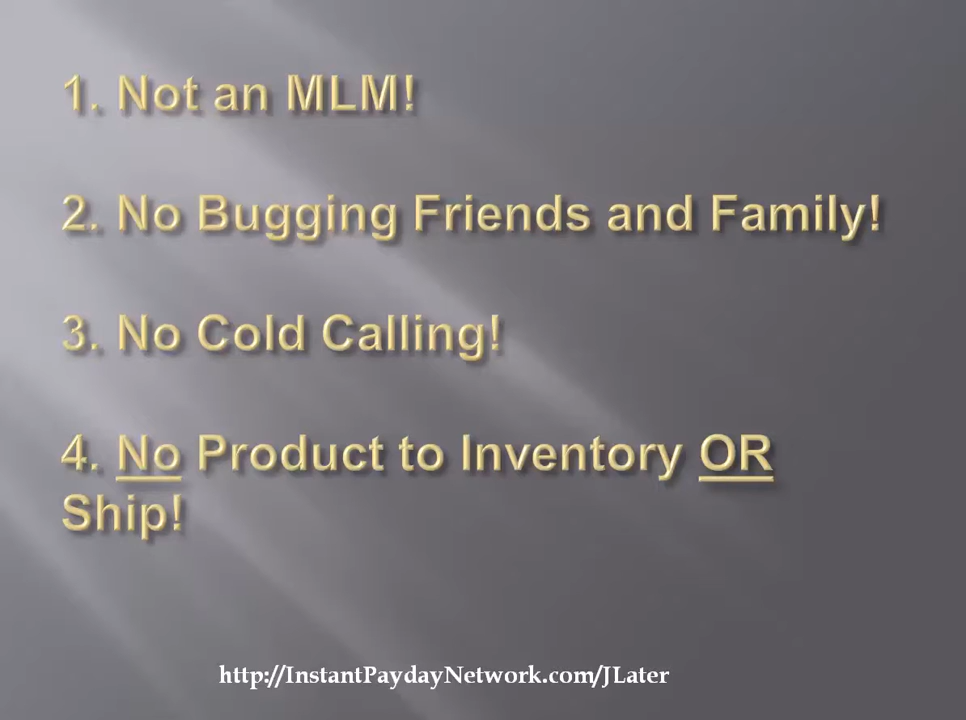 1. Not an MLM!
2. No Bugging Friends and Family!
3. No Cold Calling!
4. No Product to Inventory OR
Ship!
http://InstantPaydayNetwork.com/JLater